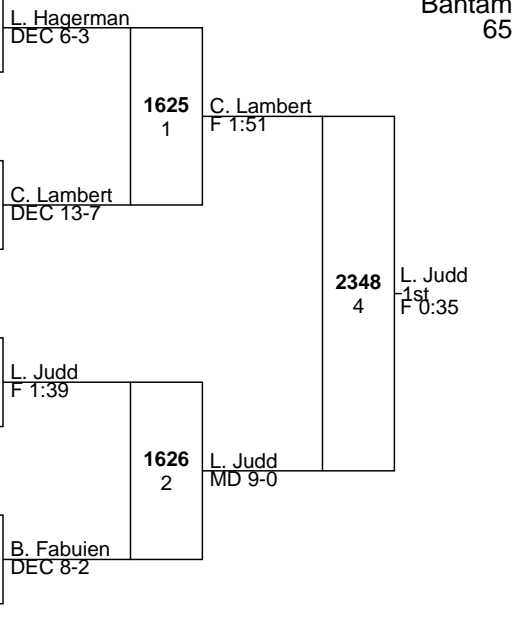 Bantam
65
L. Hagerman
DEC 6-3
1625
1
C. Lambert
F 1:51
C. Lambert
DEC 13-7
2348
4
L. Judd
1st
F 0:35
L. Judd
F 1:39
1626
2
L. Judd
MD 9-0
B. Fabuien
DEC 8-2